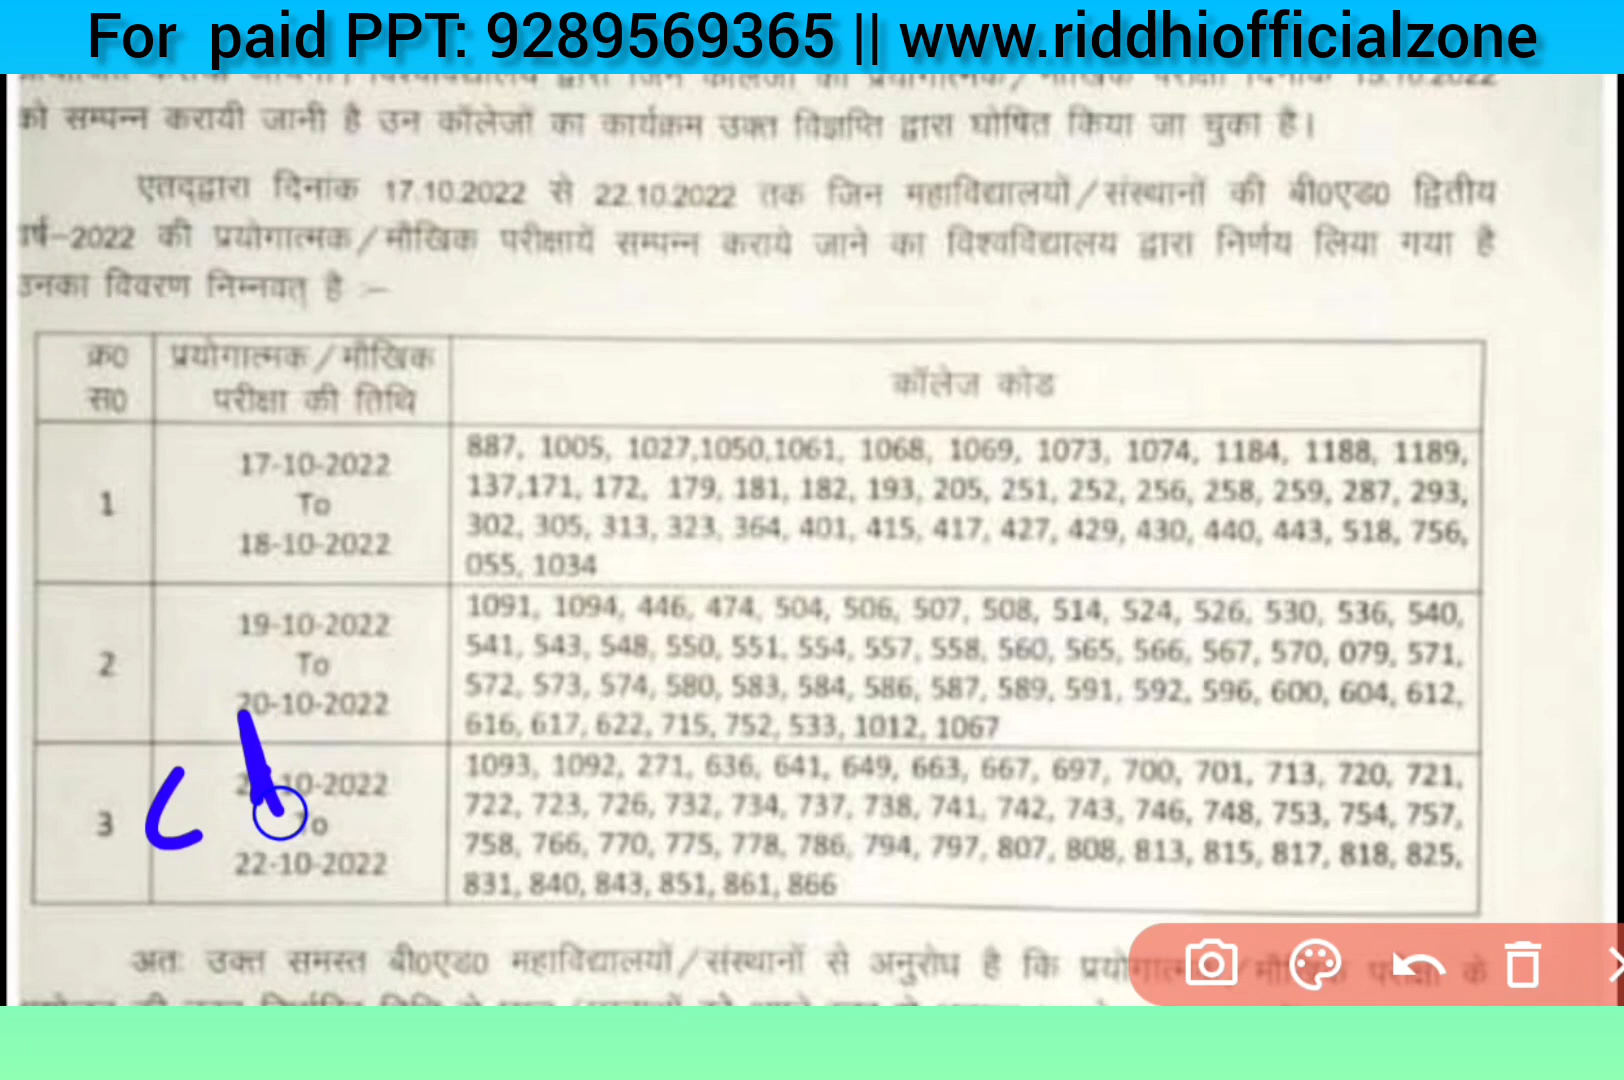 For paid PPT: 9289569365 || www.riddhiofficialzone
को सम्पन्न करायी जानी है उन कॉलेजों का कार्यक्रम उक्त विज्ञप्ति द्वारा घोषित किया जा चुका है।
एतद्द्वारा दिनांक 17.10.2022 से 22.10.2022 तक जिन महाविद्यालयों/संस्थानों की बी0एड0 द्वितीय
र्ष–2022 की प्रयोगात्मक/मौखिक परीक्षायें सम्पन्न कराये जाने का विश्वविद्यालय द्वारा निर्णय लिया गया है
उनका विवरण निम्नवत् है :–
क्र0 स0
प्रयोगात्मक/मौखिक
परीक्षा की तिथि
कॉलेज कोड
1
17-10-2022
To
18-10-2022
887, 1005, 1027,1050,1061, 1068, 1069, 1073, 1074, 1184, 1188, 1189,
137,171, 172, 179, 181, 182, 193, 205, 251, 252, 256, 258, 259, 287, 293,
302, 305, 313, 323, 364, 401, 415, 417, 427, 429, 430, 440, 443, 518, 756,
055, 1034
2
19-10-2022
To
20-10-2022
1091, 1094, 446, 474, 504, 506, 507, 508, 514, 524, 526, 530, 536, 540,
541, 543, 548, 550, 551, 554, 557, 558, 560, 565, 566, 567, 570, 079, 571,
572, 573, 574, 580, 583, 584, 586, 587, 589, 591, 592, 596, 600, 604, 612,
616, 617, 622, 715, 752, 533, 1012, 1067
3
10-2022
To
22-10-2022
1093, 1092, 271, 636, 641, 649, 663, 667, 697, 700, 701, 713, 720, 721,
722, 723, 726, 732, 734, 737, 738, 741, 742, 743, 746, 748, 753, 754, 757,
758, 766, 770, 775, 778, 786, 794, 797, 807, 808, 813, 815, 817, 818, 825,
831, 840, 843, 851, 861, 866
अतः उक्त समस्त बी0एड0 महाविद्यालयों/संस्थानों से अनुरोध है कि प्रयोगात्मक/मौखिक परीक्षा के